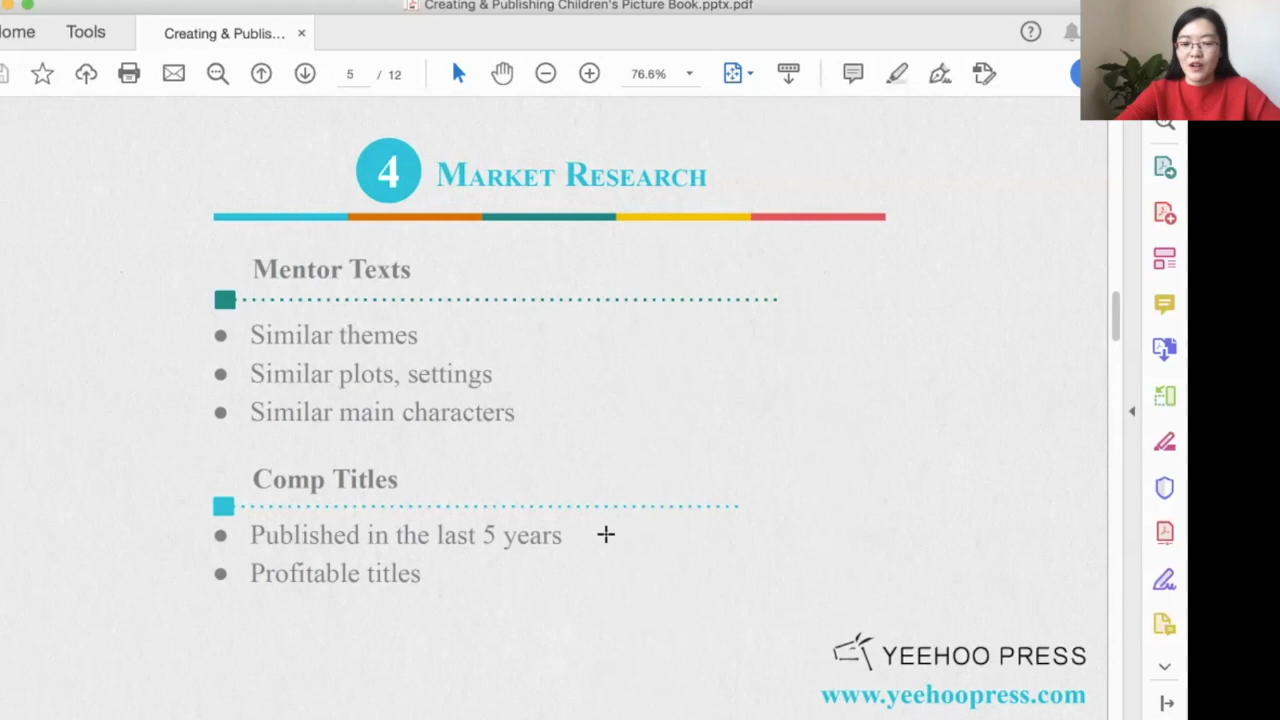 Creating & Publishing Children's Picture Book.pptx.pdf
ome
Tools
Creating & Publis... ×
5 / 12
76.6%
4 MARKET RESEARCH
Mentor Texts
Similar themes
Similar plots, settings
Similar main characters
Comp Titles
Published in the last 5 years
Profitable titles
YEEHOO PRESS
www.yeehoopress.com